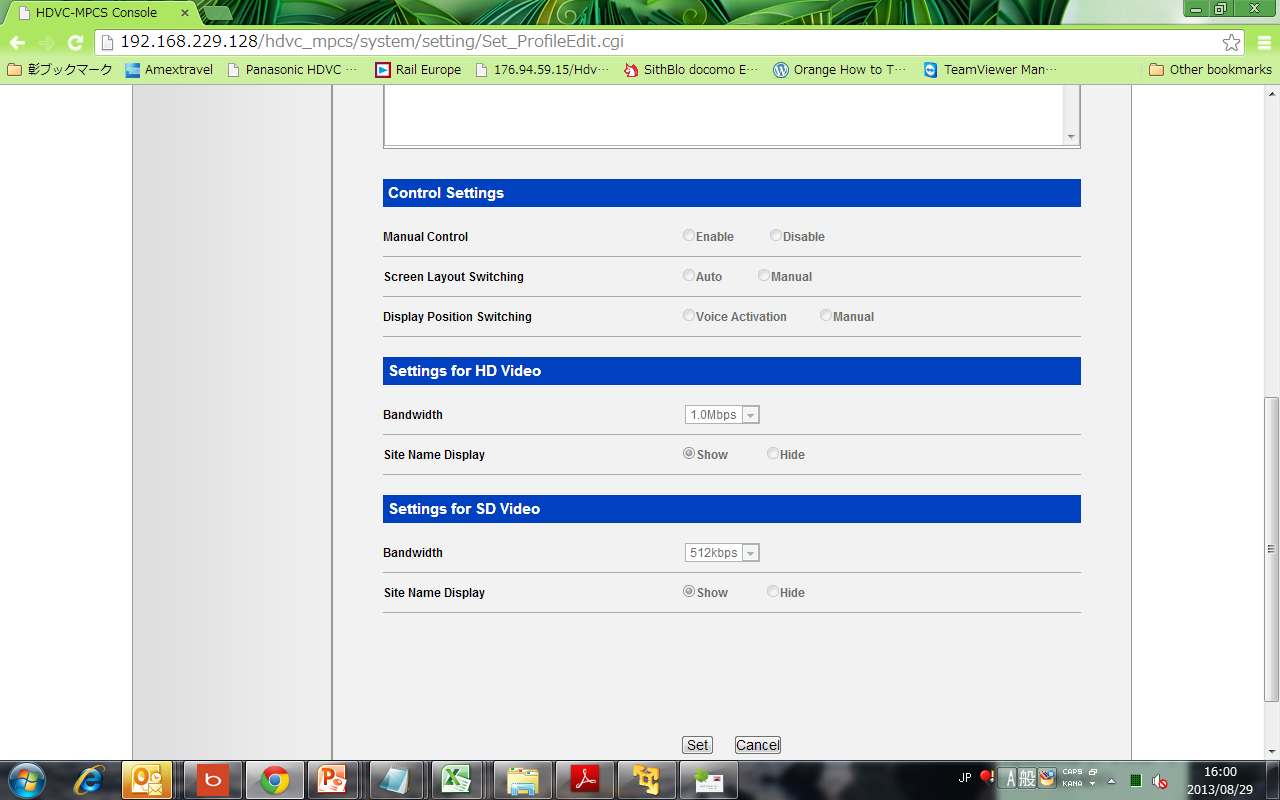 HDVC-MPCS Console
192.168.229.128/hdvc_mpcs/system/setting/Set_ProfileEdit.cgi
彰ブックマーク Amextravel Panasonic HDVC ... Rail Europe 176.94.59.15/Hdv... SithBlo docomo E... Orange How to T... TeamViewer Man... Other bookmarks
Control Settings
Manual Control Enable Disable
Screen Layout Switching Auto Manual
Display Position Switching Voice Activation Manual
Settings for HD Video
Bandwidth 1.0Mbps
Site Name Display Show Hide
Settings for SD Video
Bandwidth 512kbps
Site Name Display Show Hide
Set Cancel
JP A 般 CAPS KANA 16:00
2013/08/29